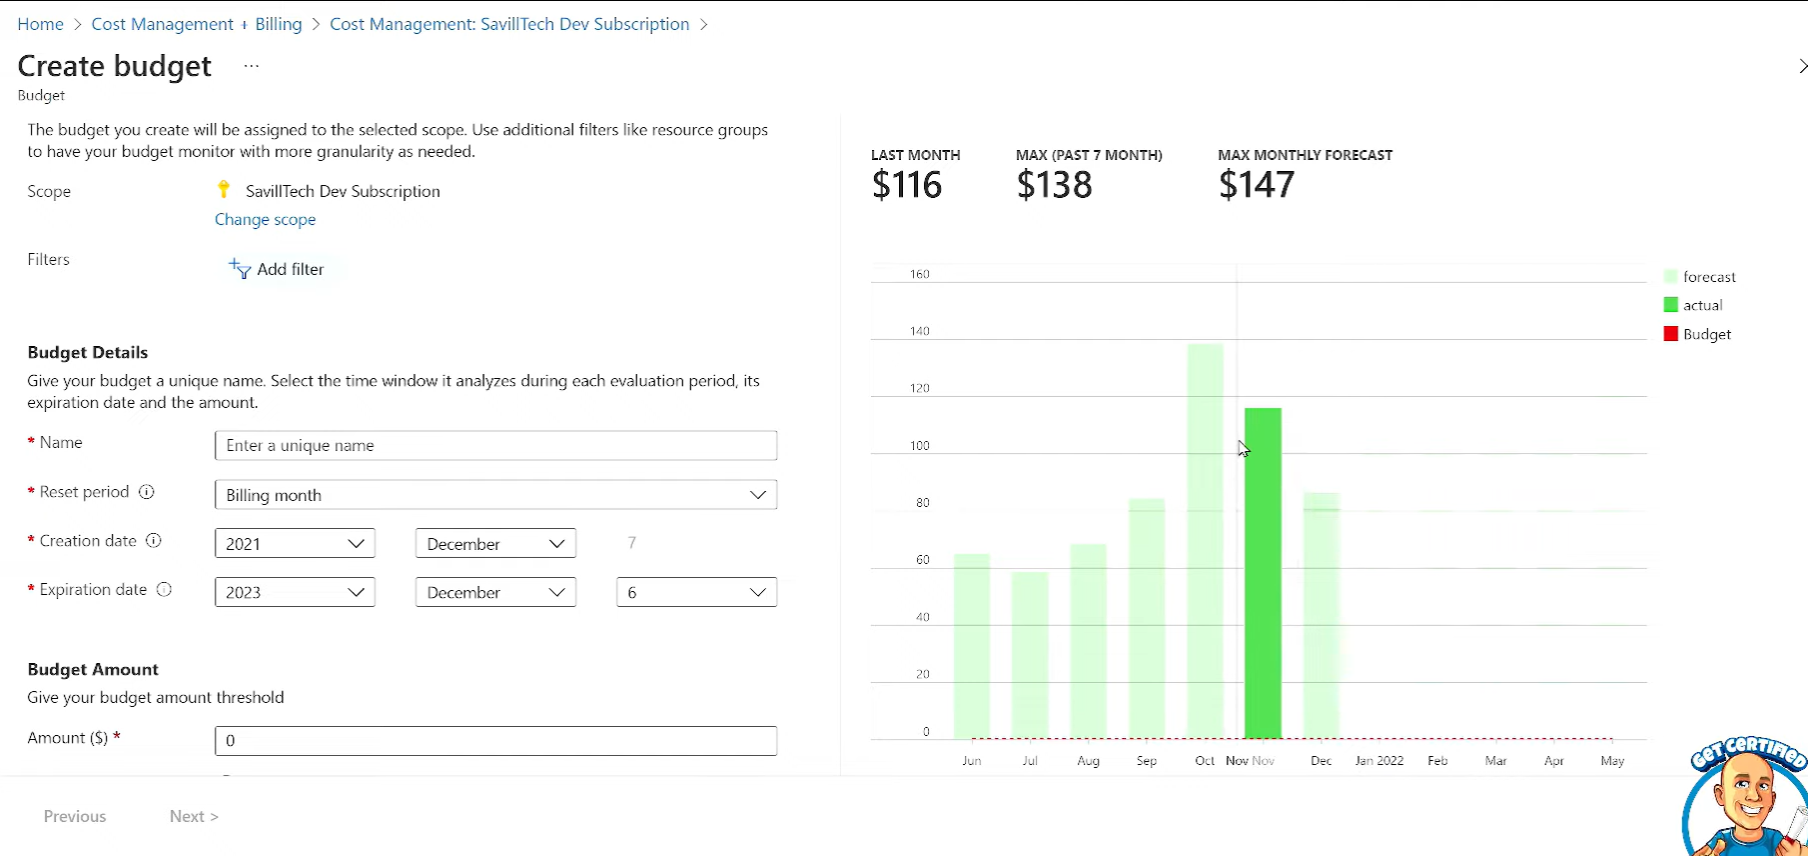 Home > Cost Management + Billing > Cost Management: SavillTech Dev Subscription >
Create budget ...
Budget
The budget you create will be assigned to the selected scope. Use additional filters like resource groups
to have your budget monitor with more granularity as needed.
Scope
SavillTech Dev Subscription
Change scope
Filters
Add filter
Budget Details
Give your budget a unique name. Select the time window it analyzes during each evaluation period, its
expiration date and the amount.
* Name
Enter a unique name
* Reset period
Billing month
* Creation date
2021
December
7
* Expiration date
2023
December
6
Budget Amount
Give your budget amount threshold
Amount ($) *
0
Previous
Next >
LAST MONTH
$116
MAX (PAST 7 MONTH)
$138
MAX MONTHLY FORECAST
$147
160
140
120
100
80
60
40
20
0
Jun Jul Aug Sep Oct Nov Nov Dec Jan 2022 Feb Mar Apr May
forecast
actual
Budget
GET CERTIFIED